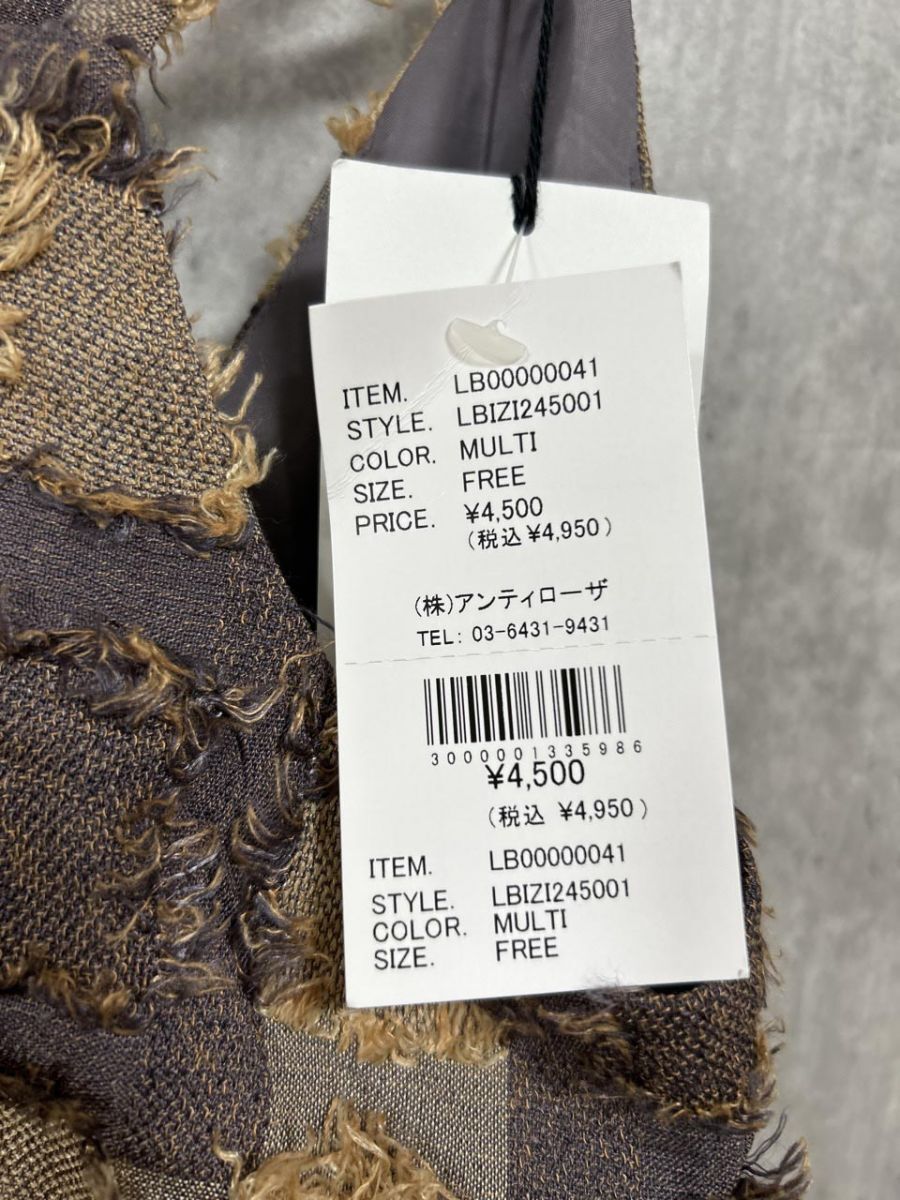 ITEM. LB00000041
STYLE. LBIZI245001
COLOR. MULTI
SIZE. FREE
PRICE. ¥4,500
(税込 ¥4,950)
(株)アンティローザ
TEL: 03-6431-9431
3000001335986
¥4,500
(税込 ¥4,950)
ITEM. LB00000041
STYLE. LBIZI245001
COLOR. MULTI
SIZE. FREE